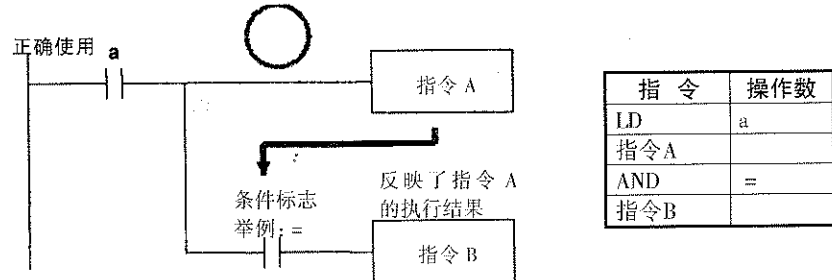 正确使用
a
指令 A
反映了指令 A
的执行结果
条件标志
举例：=
指令 B
指 令 操作数
LD a
指令A
AND =
指令B